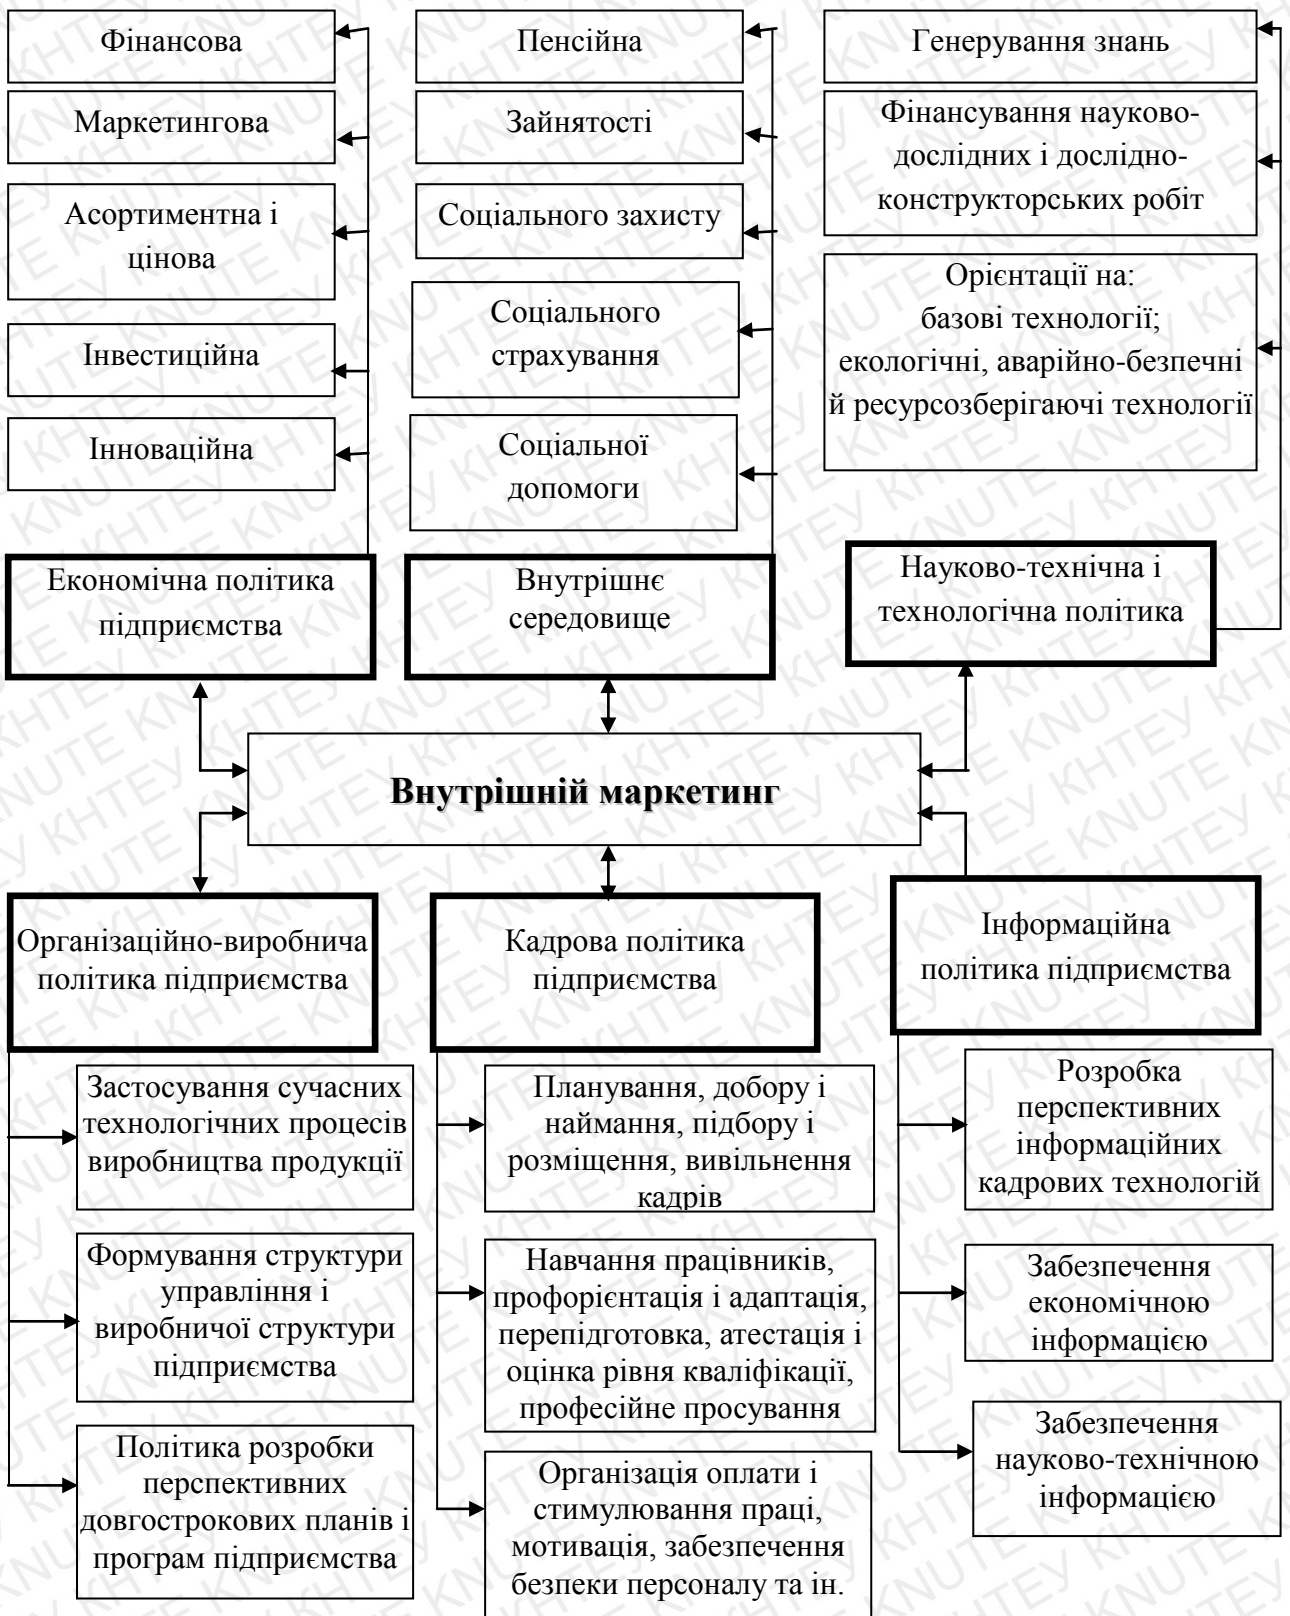 Фінансова
Маркетингова
Асортиментна і
цінова
Інвестиційна
Інноваційна
Економічна політика
підприємства
Пенсійна
Зайнятості
Соціального захисту
Соціального
страхування
Соціальної
допомоги
Внутрішнє
середовище
Генерування знань
Фінансування науково-
дослідних і дослідно-
конструкторських робіт
Орієнтації на:
базові технології;
екологічні, аварійно-безпечні
й ресурсозберігаючі технології
Науково-технічна і
технологічна політика
Внутрішній маркетинг
Організаційно-виробнича
політика підприємства
Застосування сучасних
технологічних процесів
виробництва продукції
Формування структури
управління і
виробничої структури
підприємства
Політика розробки
перспективних
довгострокових планів і
програм підприємства
Кадрова політика
підприємства
Планування, добору і
наймання, підбору і
розміщення, вивільнення
кадрів
Навчання працівників,
профорієнтація і адаптація,
перепідготовка, атестація і
оцінка рівня кваліфікації,
професійне просування
Організація оплати і
стимулювання праці,
мотивація, забезпечення
безпеки персоналу та ін.
Інформаційна
політика підприємства
Розробка
перспективних
інформаційних
кадрових технологій
Забезпечення
економічною
інформацією
Забезпечення
науково-технічною
інформацією